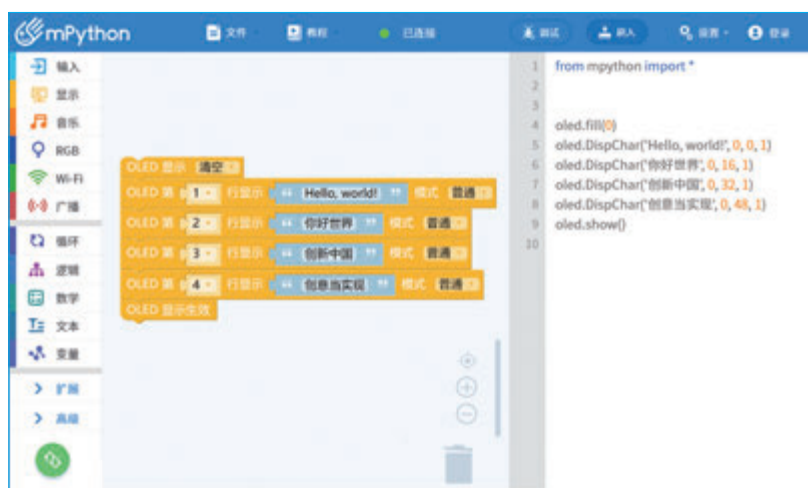 mPython 文件 教程 已连接 刷入 设置 登录
输入
显示
音乐
RGB
Wi-Fi
广播
循环
逻辑
数学
文本
变量
扩展
高级
OLED 显示 清空
OLED 第 1 行显示 “ Hello, world! ” 模式 普通
OLED 第 2 行显示 “ 你好世界 ” 模式 普通
OLED 第 3 行显示 “ 创新中国 ” 模式 普通
OLED 第 4 行显示 “ 创意当实现 ” 模式 普通
OLED 显示生效
1 from mpython import *
2
3
4 oled.fill(0)
5 oled.DispChar('Hello, world!', 0, 0, 1)
6 oled.DispChar('你好世界', 0, 16, 1)
7 oled.DispChar('创新中国', 0, 32, 1)
8 oled.DispChar('创意当实现', 0, 48, 1)
9 oled.show()
10